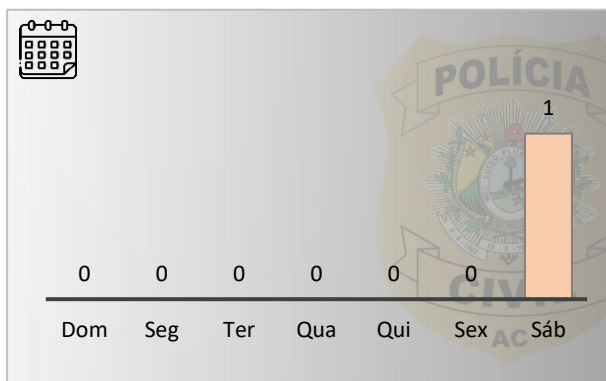 POLÍCIA
1
0 0 0 0 0 0
CIVIL
Dom Seg Ter Qua Qui Sex Sáb
AC